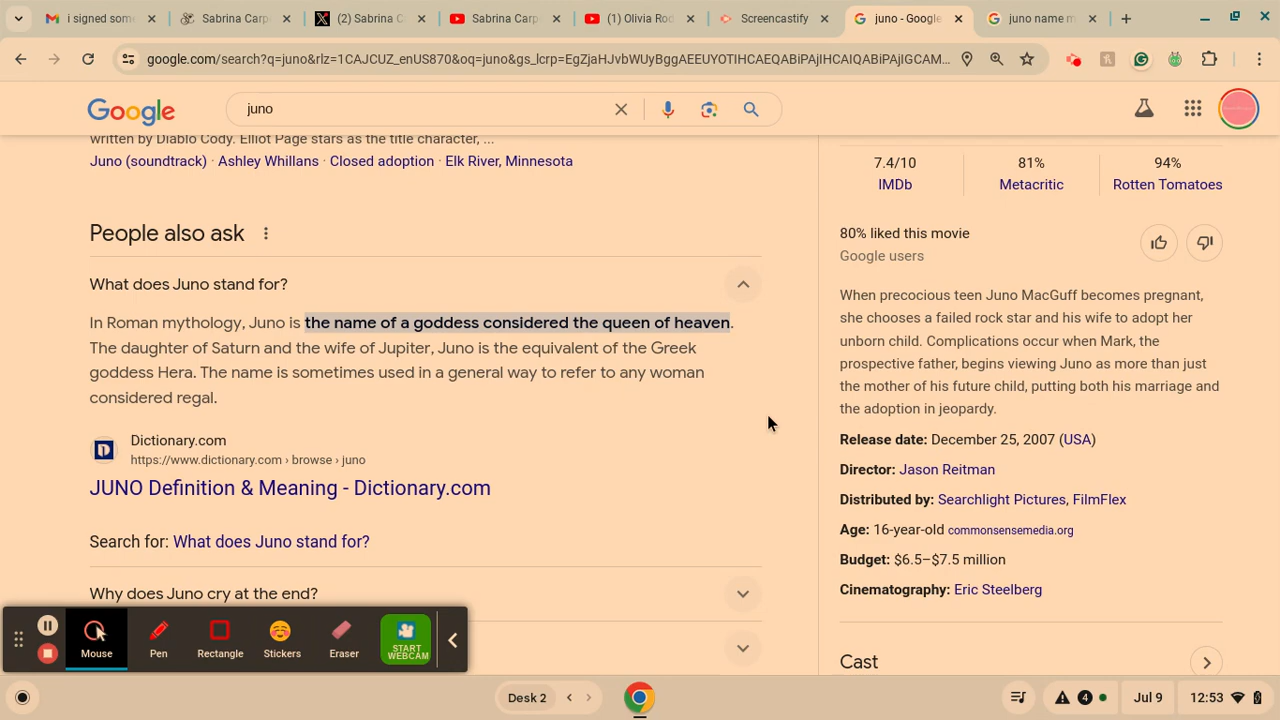 i signed som
Sabrina Carp
(2) Sabrina C
Sabrina Carp
(1) Olivia Rod
Screencastify
juno - Google
juno name m
google.com/search?q=juno&rlz=1CAJCUZ_enUS870&oq=juno&gs_lcrp=EgZjaHJvbWUyBggAEEUYOTIHCAEQABiPAjIHCAIQABiPAjIGCAM...
Google
juno
written by Diablo Cody. Elliot Page stars as the title character, ...
Juno (soundtrack) · Ashley Whillans · Closed adoption · Elk River, Minnesota
People also ask
What does Juno stand for?
In Roman mythology, Juno is the name of a goddess considered the queen of heaven.
The daughter of Saturn and the wife of Jupiter, Juno is the equivalent of the Greek
goddess Hera. The name is sometimes used in a general way to refer to any woman
considered regal.
Dictionary.com
https://www.dictionary.com › browse › juno
JUNO Definition & Meaning - Dictionary.com
Search for: What does Juno stand for?
Why does Juno cry at the end?
7.4/10
IMDb
81%
Metacritic
94%
Rotten Tomatoes
80% liked this movie
Google users
When precocious teen Juno MacGuff becomes pregnant,
she chooses a failed rock star and his wife to adopt her
unborn child. Complications occur when Mark, the
prospective father, begins viewing Juno as more than just
the mother of his future child, putting both his marriage and
the adoption in jeopardy.
Release date: December 25, 2007 (USA)
Director: Jason Reitman
Distributed by: Searchlight Pictures, FilmFlex
Age: 16-year-old commonsensemedia.org
Budget: $6.5–$7.5 million
Cinematography: Eric Steelberg
Cast
Mouse
Pen
Rectangle
Stickers
Eraser
START
WEBCAM
Desk 2
4
Jul 9
12:53